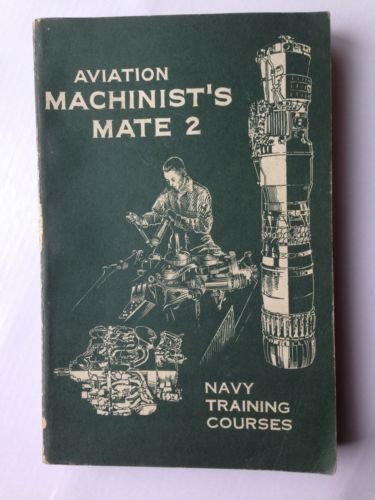 AVIATION
MACHINIST'S
MATE 2
NAVY
TRAINING
COURSES